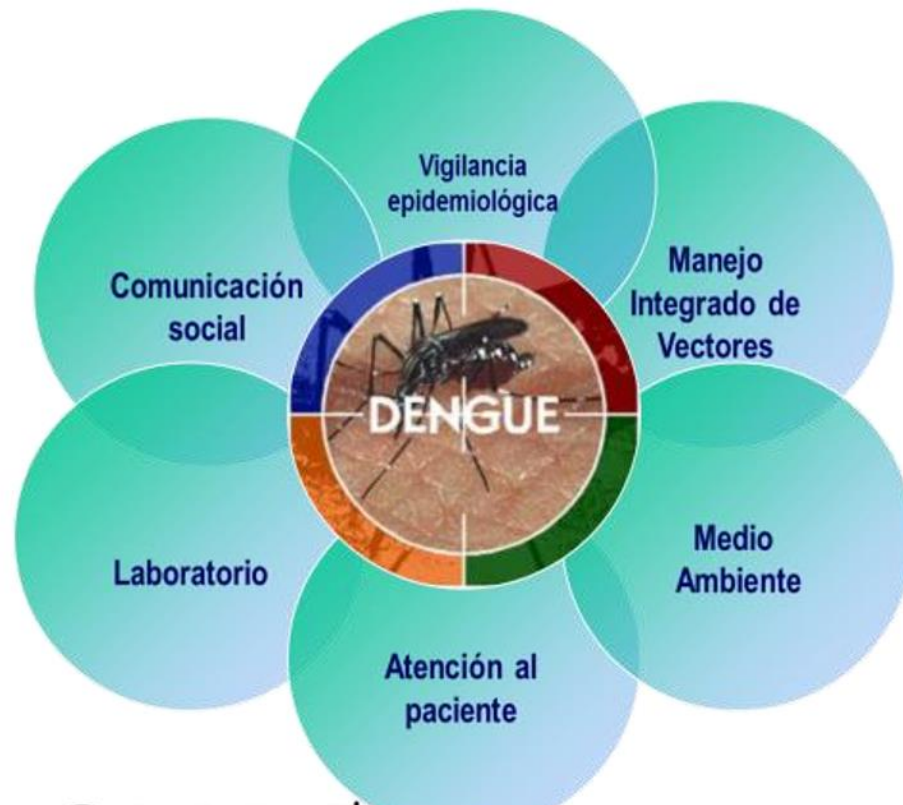 Vigilancia
epidemiológica
Manejo
Integrado de
Vectores
Comunicación
social
DENGUE
Medio
Ambiente
Laboratorio
Atención al
paciente